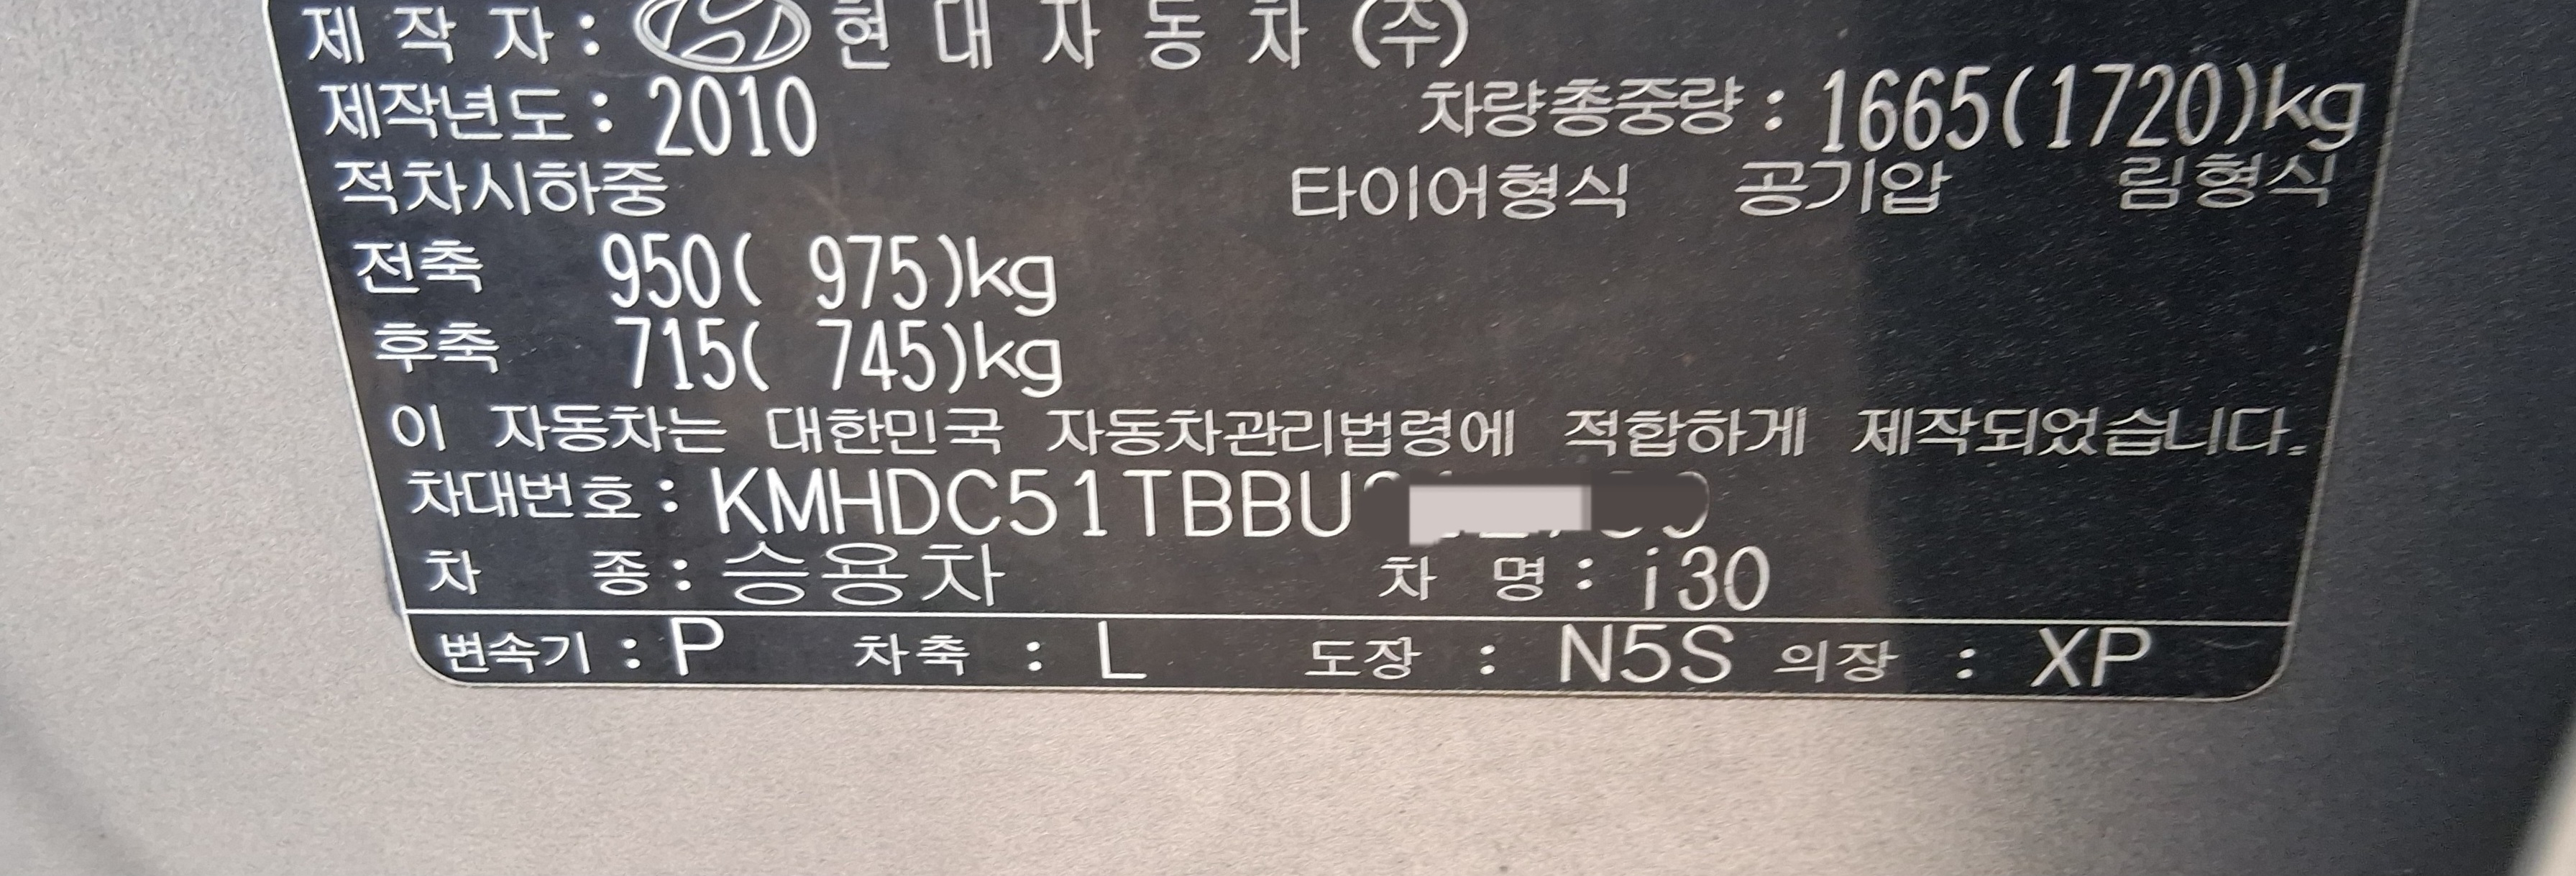 제 작 자 : 현 대 자 동 차 (주)
제작년도 : 2010 차량총중량 : 1665(1720)kg
적차시하중 타이어형식 공기압 림형식
전축 950( 975)kg
후축 715( 745)kg
이 자동차는 대한민국 자동차관리법령에 적합하게 제작되었습니다.
차대번호 : KMHDC51TBBU
차 종 : 승용차 차 명 : i30
변속기 : P 차축 : L 도장 : N5S 의장 : XP